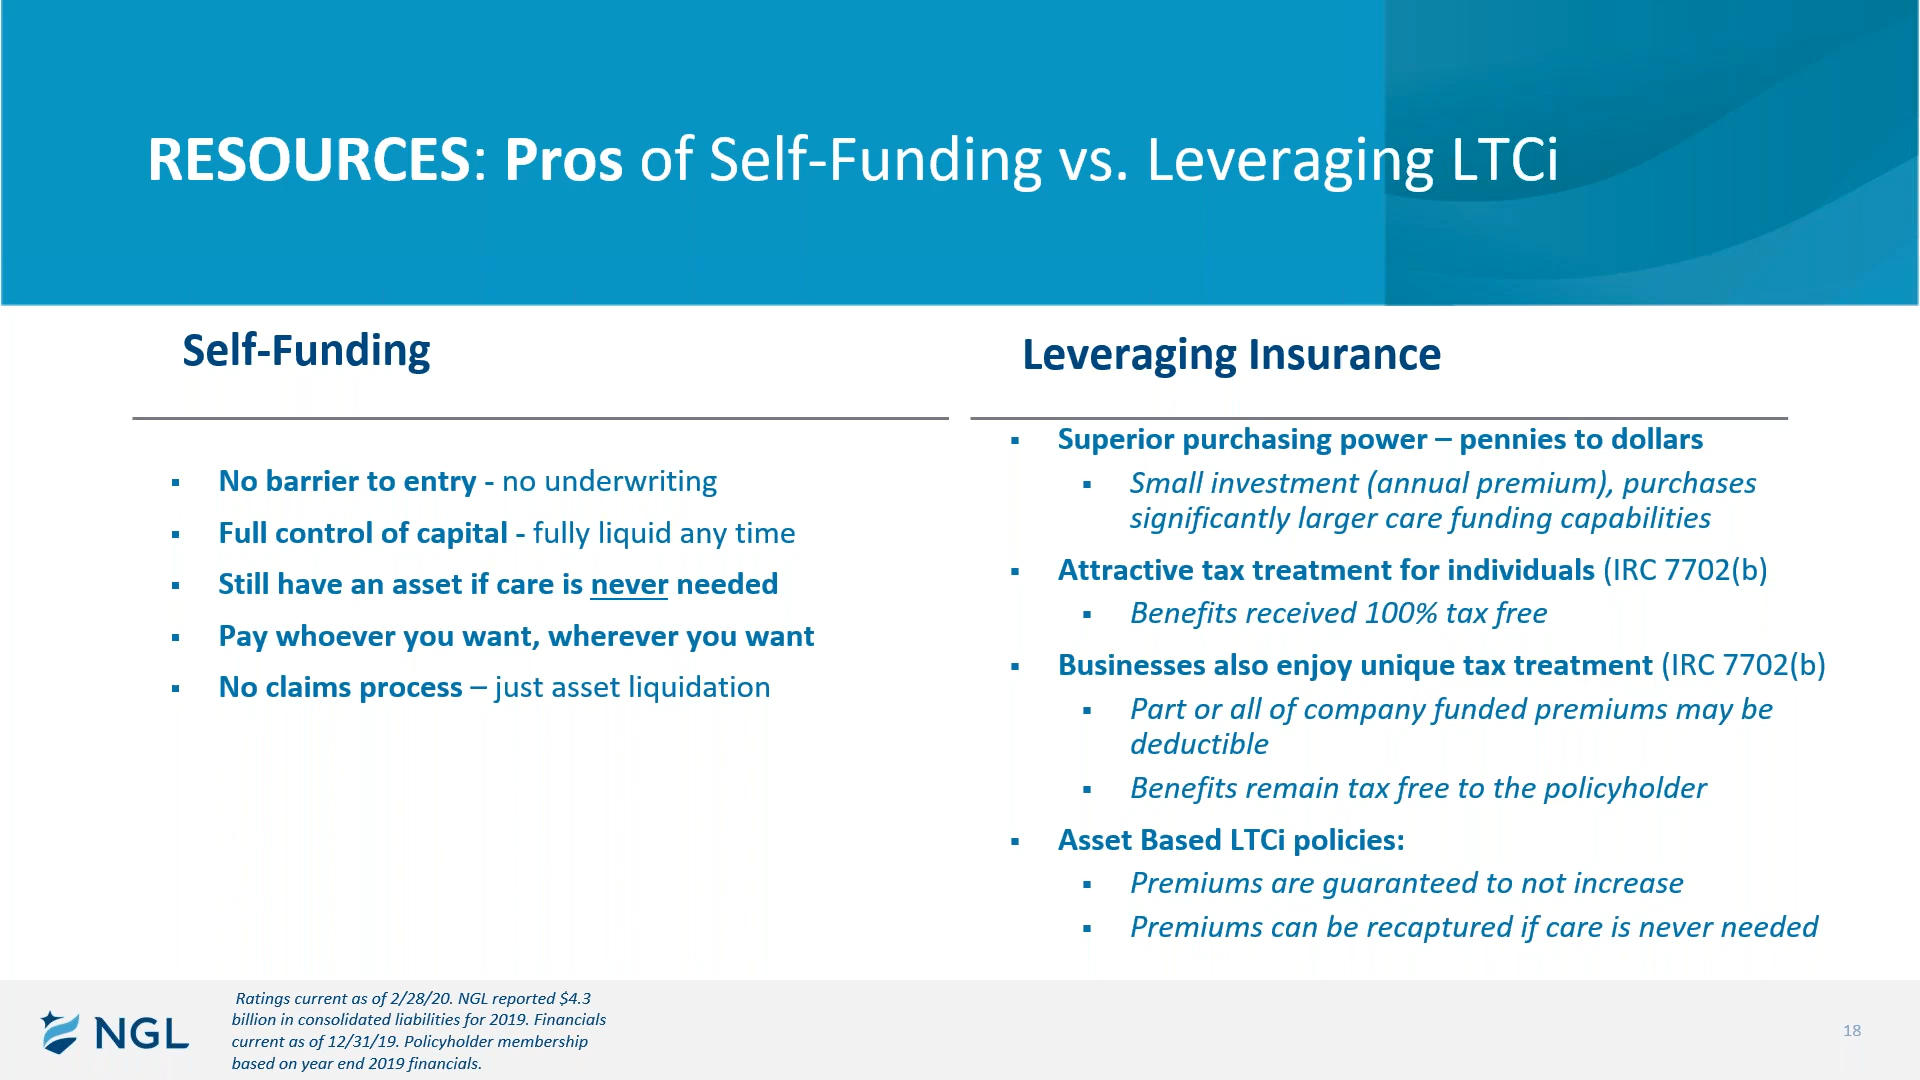 RESOURCES: Pros of Self-Funding vs. Leveraging LTCi
Self-Funding
▪ No barrier to entry - no underwriting
▪ Full control of capital - fully liquid any time
▪ Still have an asset if care is never needed
▪ Pay whoever you want, wherever you want
▪ No claims process – just asset liquidation
Leveraging Insurance
▪ Superior purchasing power – pennies to dollars
▪ Small investment (annual premium), purchases
significantly larger care funding capabilities
▪ Attractive tax treatment for individuals (IRC 7702(b)
▪ Benefits received 100% tax free
▪ Businesses also enjoy unique tax treatment (IRC 7702(b)
▪ Part or all of company funded premiums may be
deductible
▪ Benefits remain tax free to the policyholder
▪ Asset Based LTCi policies:
▪ Premiums are guaranteed to not increase
▪ Premiums can be recaptured if care is never needed
NGL
Ratings current as of 2/28/20. NGL reported $4.3
billion in consolidated liabilities for 2019. Financials
current as of 12/31/19. Policyholder membership
based on year end 2019 financials.
18